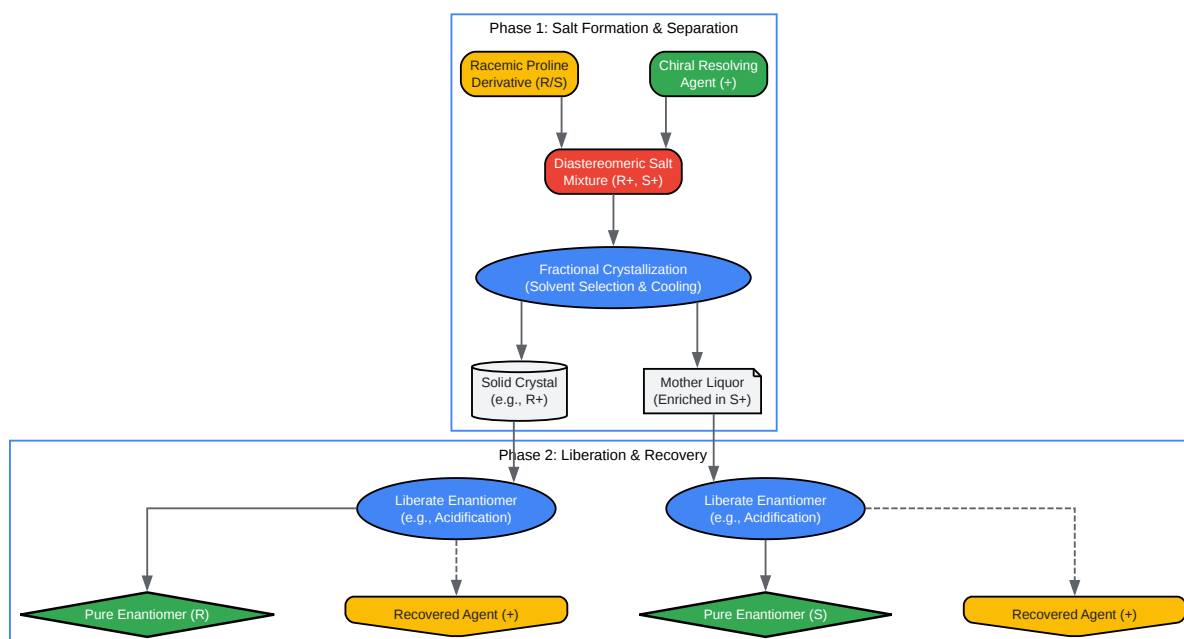 Phase 1: Salt Formation & Separation
Racemic Proline
Derivative (R/S)
Chiral Resolving
Agent (+)
Diastereomeric Salt
Mixture (R+, S+)
Fractional Crystallization
(Solvent Selection & Cooling)
Solid Crystal
(e.g., R+)
Mother Liquor
(Enriched in S+)
Phase 2: Liberation & Recovery
Liberate Enantiomer
(e.g., Acidification)
Liberate Enantiomer
(e.g., Acidification)
Pure Enantiomer (R)
Recovered Agent (+)
Pure Enantiomer (S)
Recovered Agent (+)